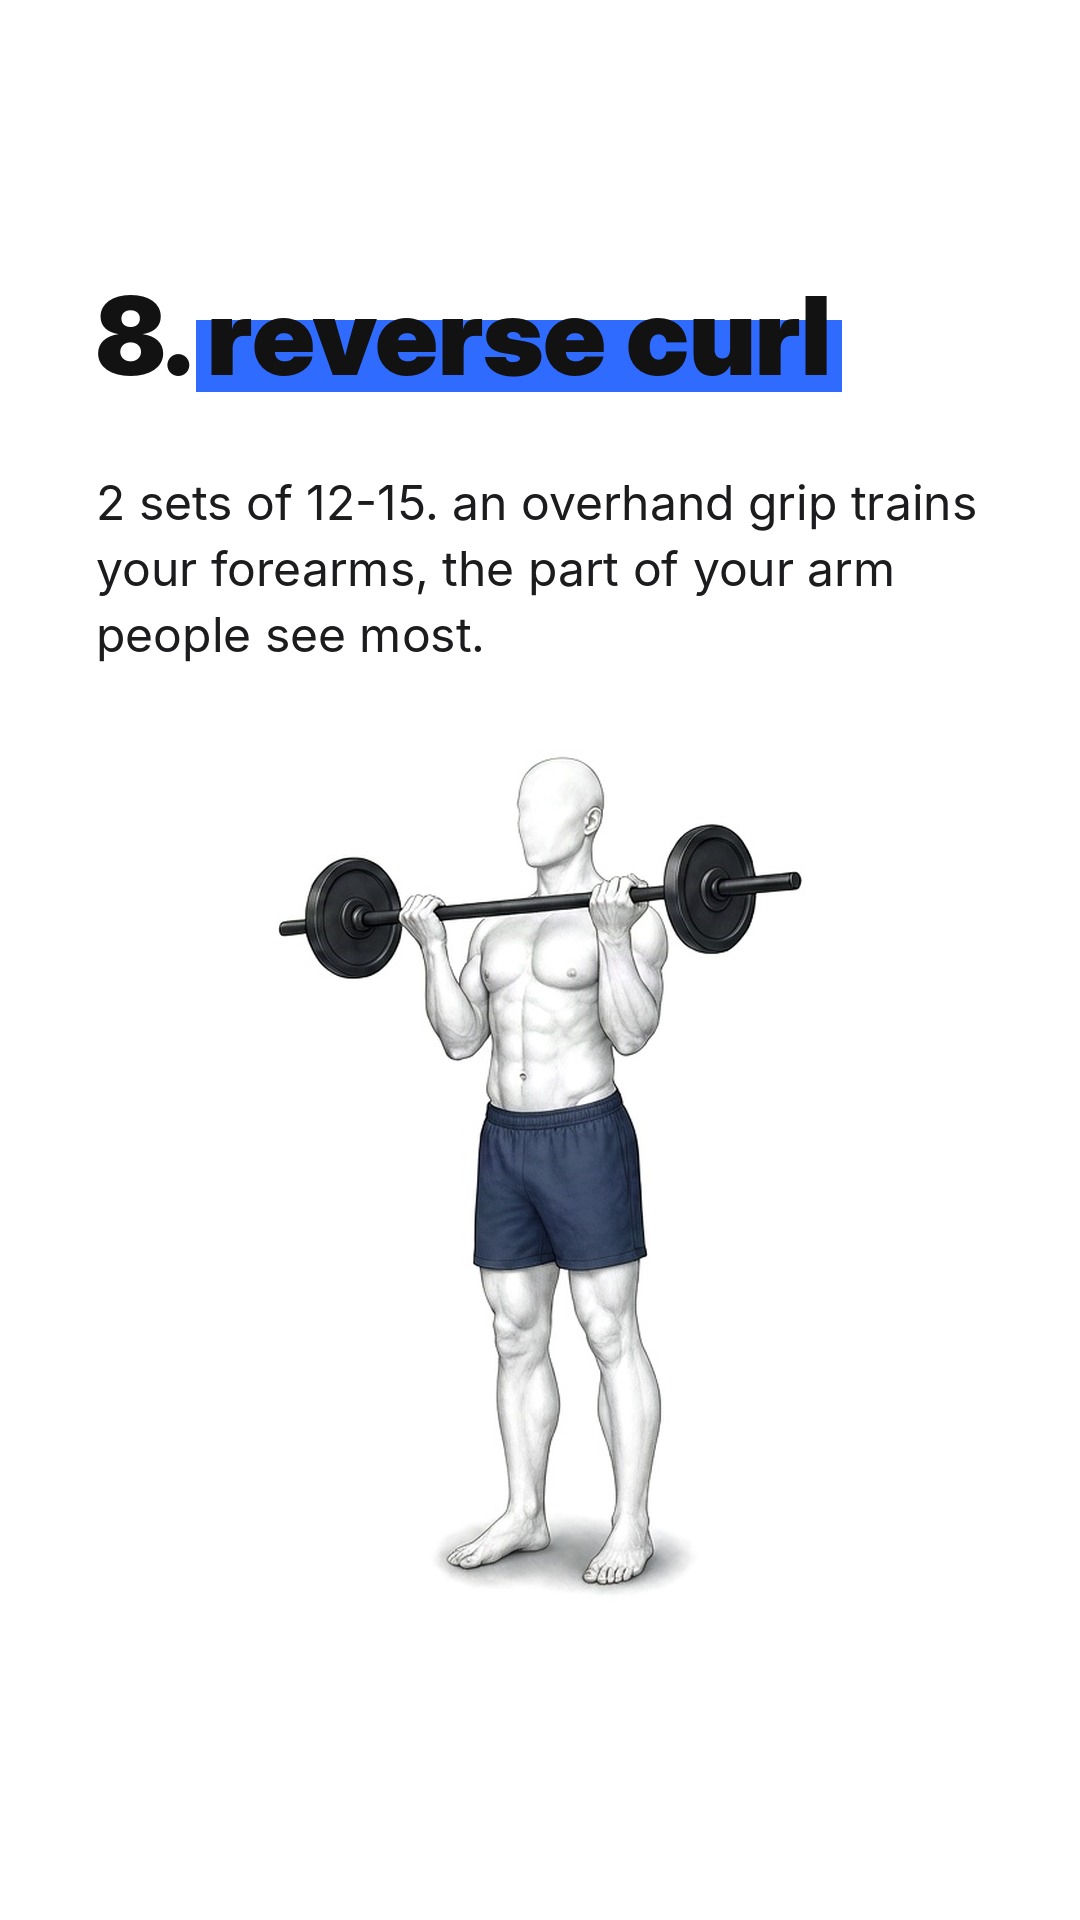 8. reverse curl
2 sets of 12-15. an overhand grip trains
your forearms, the part of your arm
people see most.